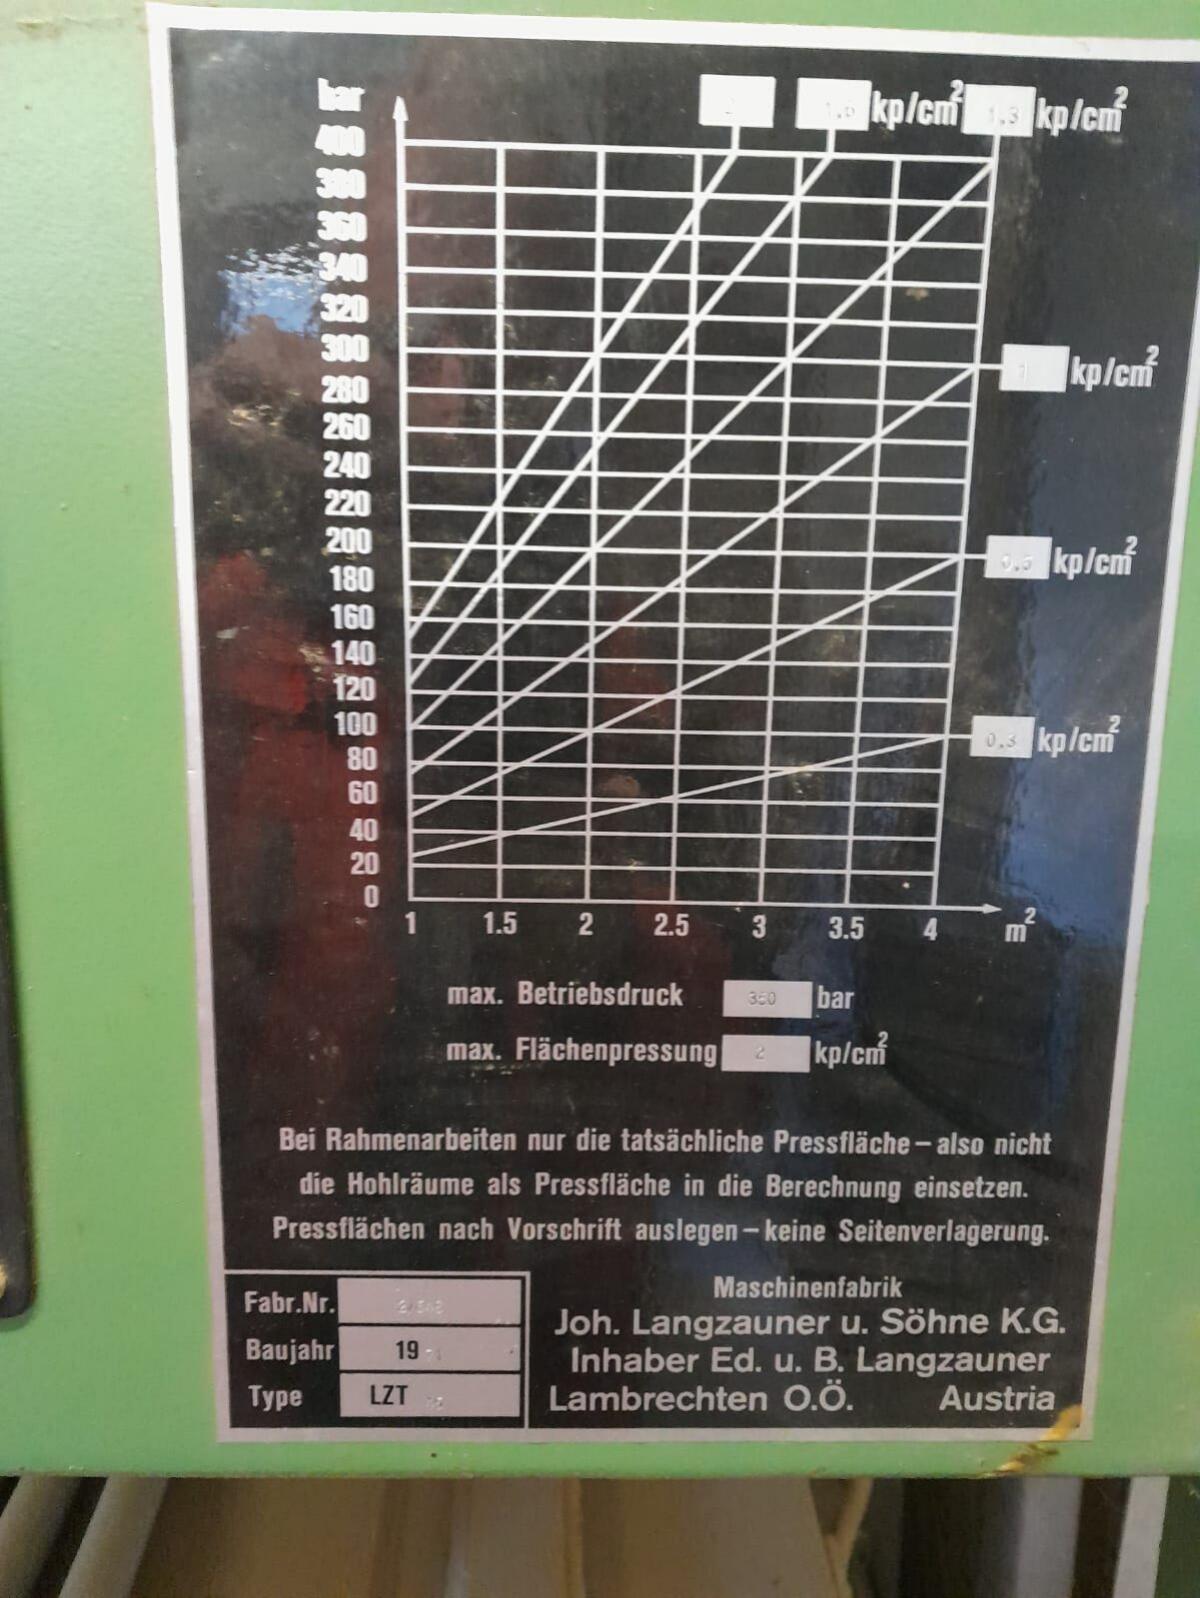 bar
400
380
360
340
320
300
280
260
240
220
200
180
160
140
120
100
80
60
40
20
0
1,6 kp/cm²
1,3 kp/cm²
1 kp/cm²
kp/cm²
0,3 kp/cm²
1 1.5 2 2.5 3 3.5 4 m²
max. Betriebsdruck bar
max. Flächenpressung 2 kp/cm²
Bei Rahmenarbeiten nur die tatsächliche Pressfläche – also nicht
die Hohlräume als Pressfläche in die Berechnung einsetzen.
Pressflächen nach Vorschrift auslegen – keine Seitenverlagerung.
Fabr.Nr.
Baujahr 19
Type LZT
Maschinenfabrik
Joh. Langzauner u. Söhne K.G.
Inhaber Ed. u. B. Langzauner
Lambrechten O.Ö. Austria